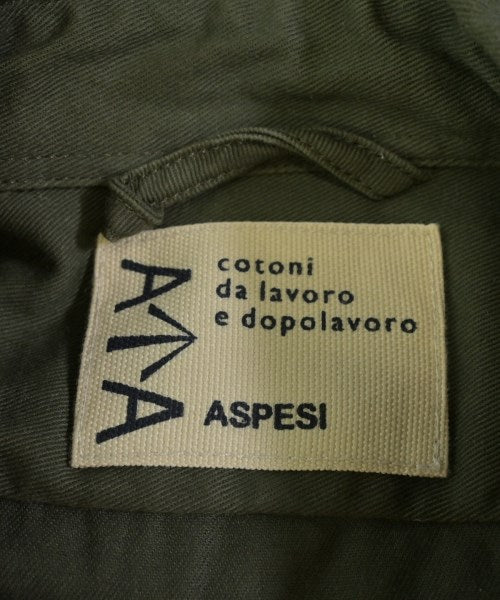 A
A
cotoni
da lavoro
e dopolavoro
ASPESI